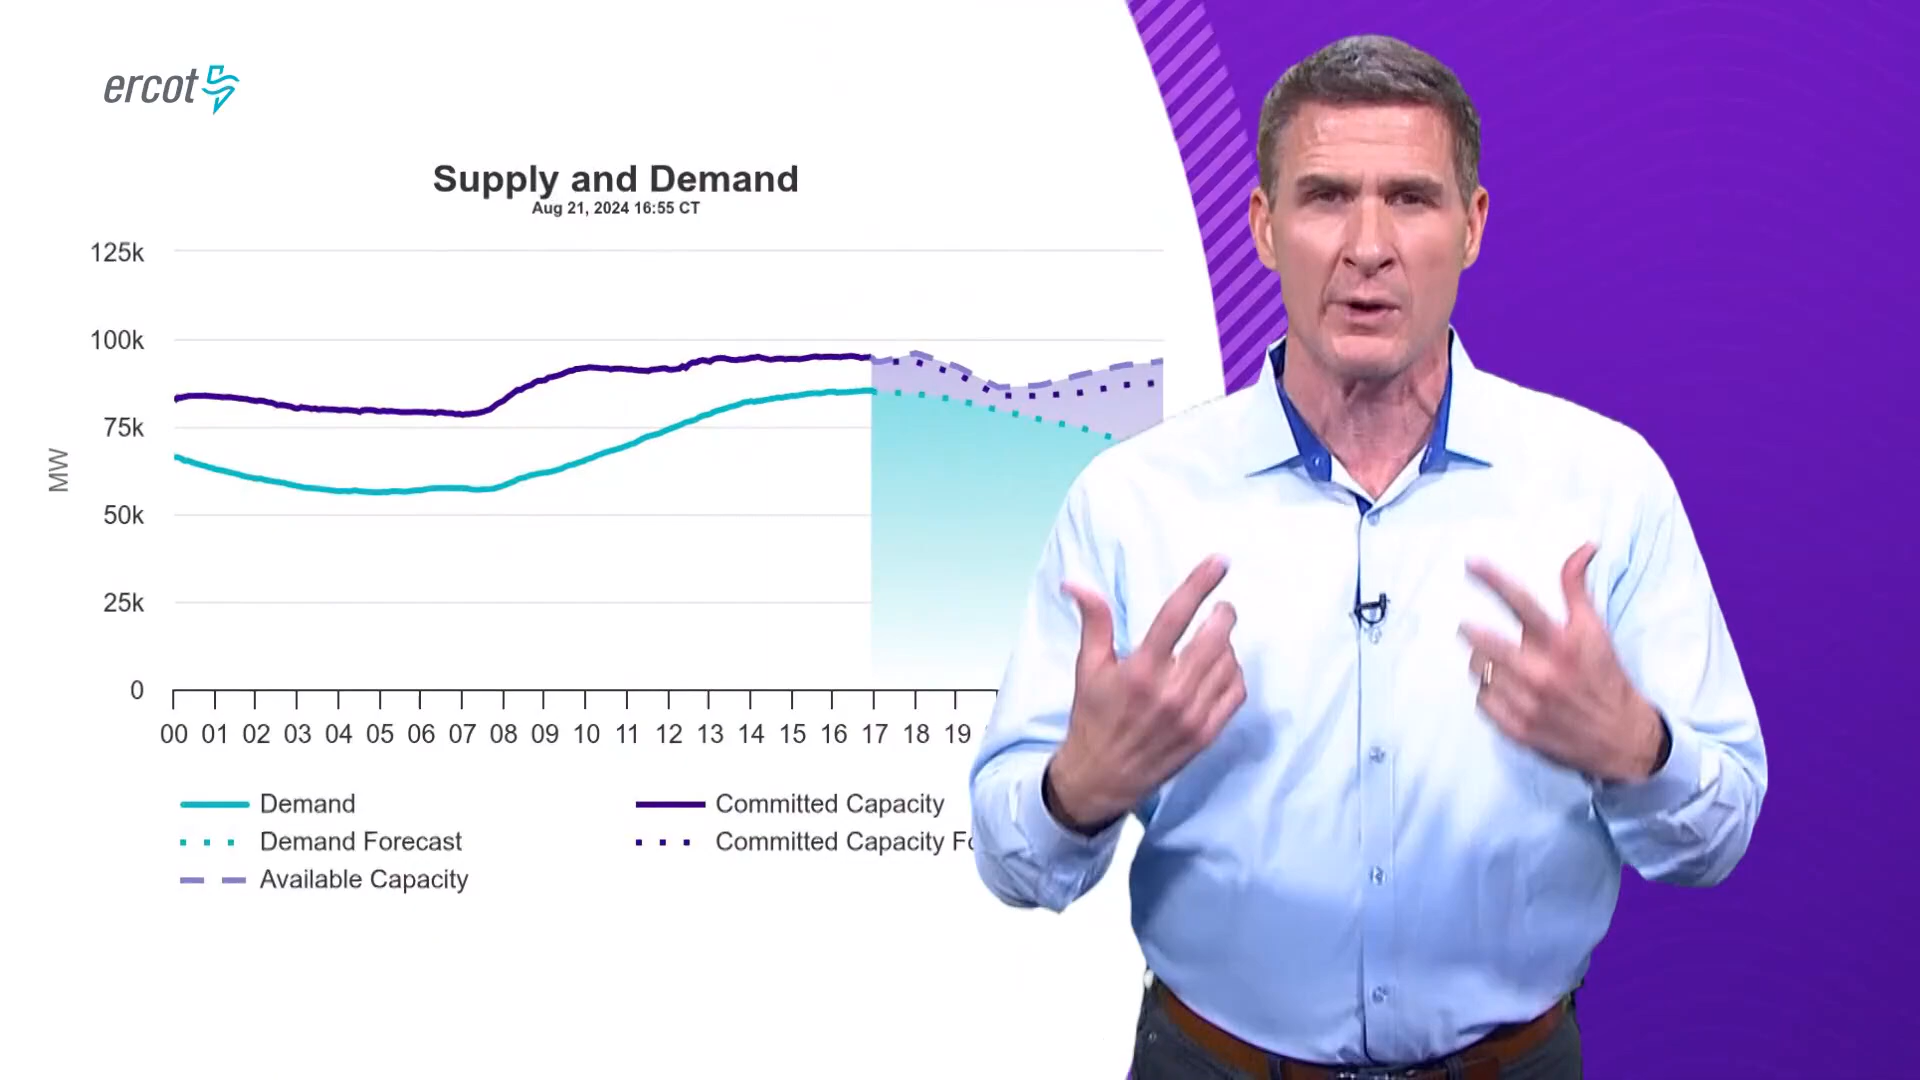 ercot
Supply and Demand
Aug 21, 2024 16:55 CT
125k
100k
75k
50k
25k
0
MW
00 01 02 03 04 05 06 07 08 09 10 11 12 13 14 15 16 17 18 19
Demand
Committed Capacity
Demand Forecast
Committed Capacity
Available Capacity